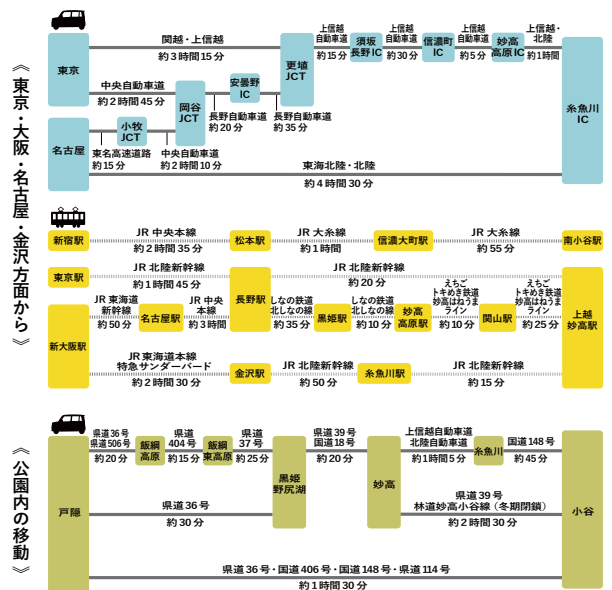 《東京・大阪・名古屋・金沢方面から》
東京
関越・上信越
約3時間15分
更埴
JCT
上信越
自動車道
約15分
須坂
長野IC
上信越
自動車道
約30分
信濃町
IC
上信越
自動車道
約5分
妙高
高原IC
上信越・
北陸
約1時間
糸魚川
IC
中央自動車道
約2時間45分
岡谷
JCT
安曇野
IC
長野自動車道
約20分
長野自動車道
約35分
名古屋
小牧
JCT
東名高速道路
約15分
中央自動車道
約2時間10分
東海北陸・北陸
約4時間30分
新宿駅
JR 中央本線
約2時間35分
松本駅
JR 大糸線
約1時間
信濃大町駅
JR 大糸線
約55分
南小谷駅
東京駅
JR 北陸新幹線
約1時間45分
長野駅
JR 北陸新幹線
約20分
上越
妙高駅
新大阪駅
JR 東海道
新幹線
約50分
名古屋駅
JR 中央
本線
約3時間
しなの鉄道
北しなの線
約35分
黒姫駅
しなの鉄道
北しなの線
約10分
妙高
高原駅
えちご
トキめき鉄道
妙高はねうま
ライン
約10分
関山駅
えちご
トキめき鉄道
妙高はねうま
ライン
約25分
JR 東海道本線
特急サンダーバード
約2時間30分
金沢駅
JR 北陸新幹線
約50分
糸魚川駅
JR 北陸新幹線
約15分
《公園内の移動》
戸隠
県道36号
県道506号
約20分
飯綱
高原
県道
404号
約15分
飯綱
東高原
県道
37号
約25分
黒姫
野尻湖
県道39号
国道18号
約20分
妙高
上信越自動車道
北陸自動車道
約1時間5分
糸魚川
国道148号
約45分
小谷
県道36号
約30分
県道39号
林道妙高小谷線（冬期閉鎖）
約2時間30分
県道36号・国道406号・国道148号・県道114号
約1時間30分